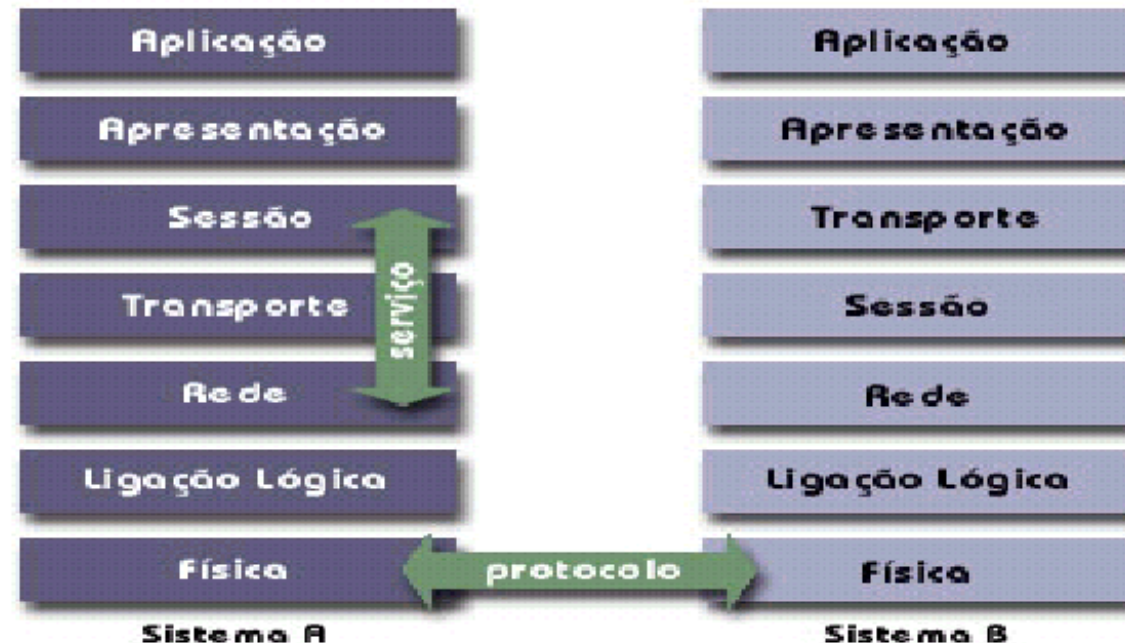 Aplicação
Aplicação
Apresentação
Apresentação
Sessão
Transporte
serviço
Transporte
Sessão
Rede
Rede
Ligação Lógica
Ligação Lógica
Física
protocolo
Física
Sistema A
Sistema B